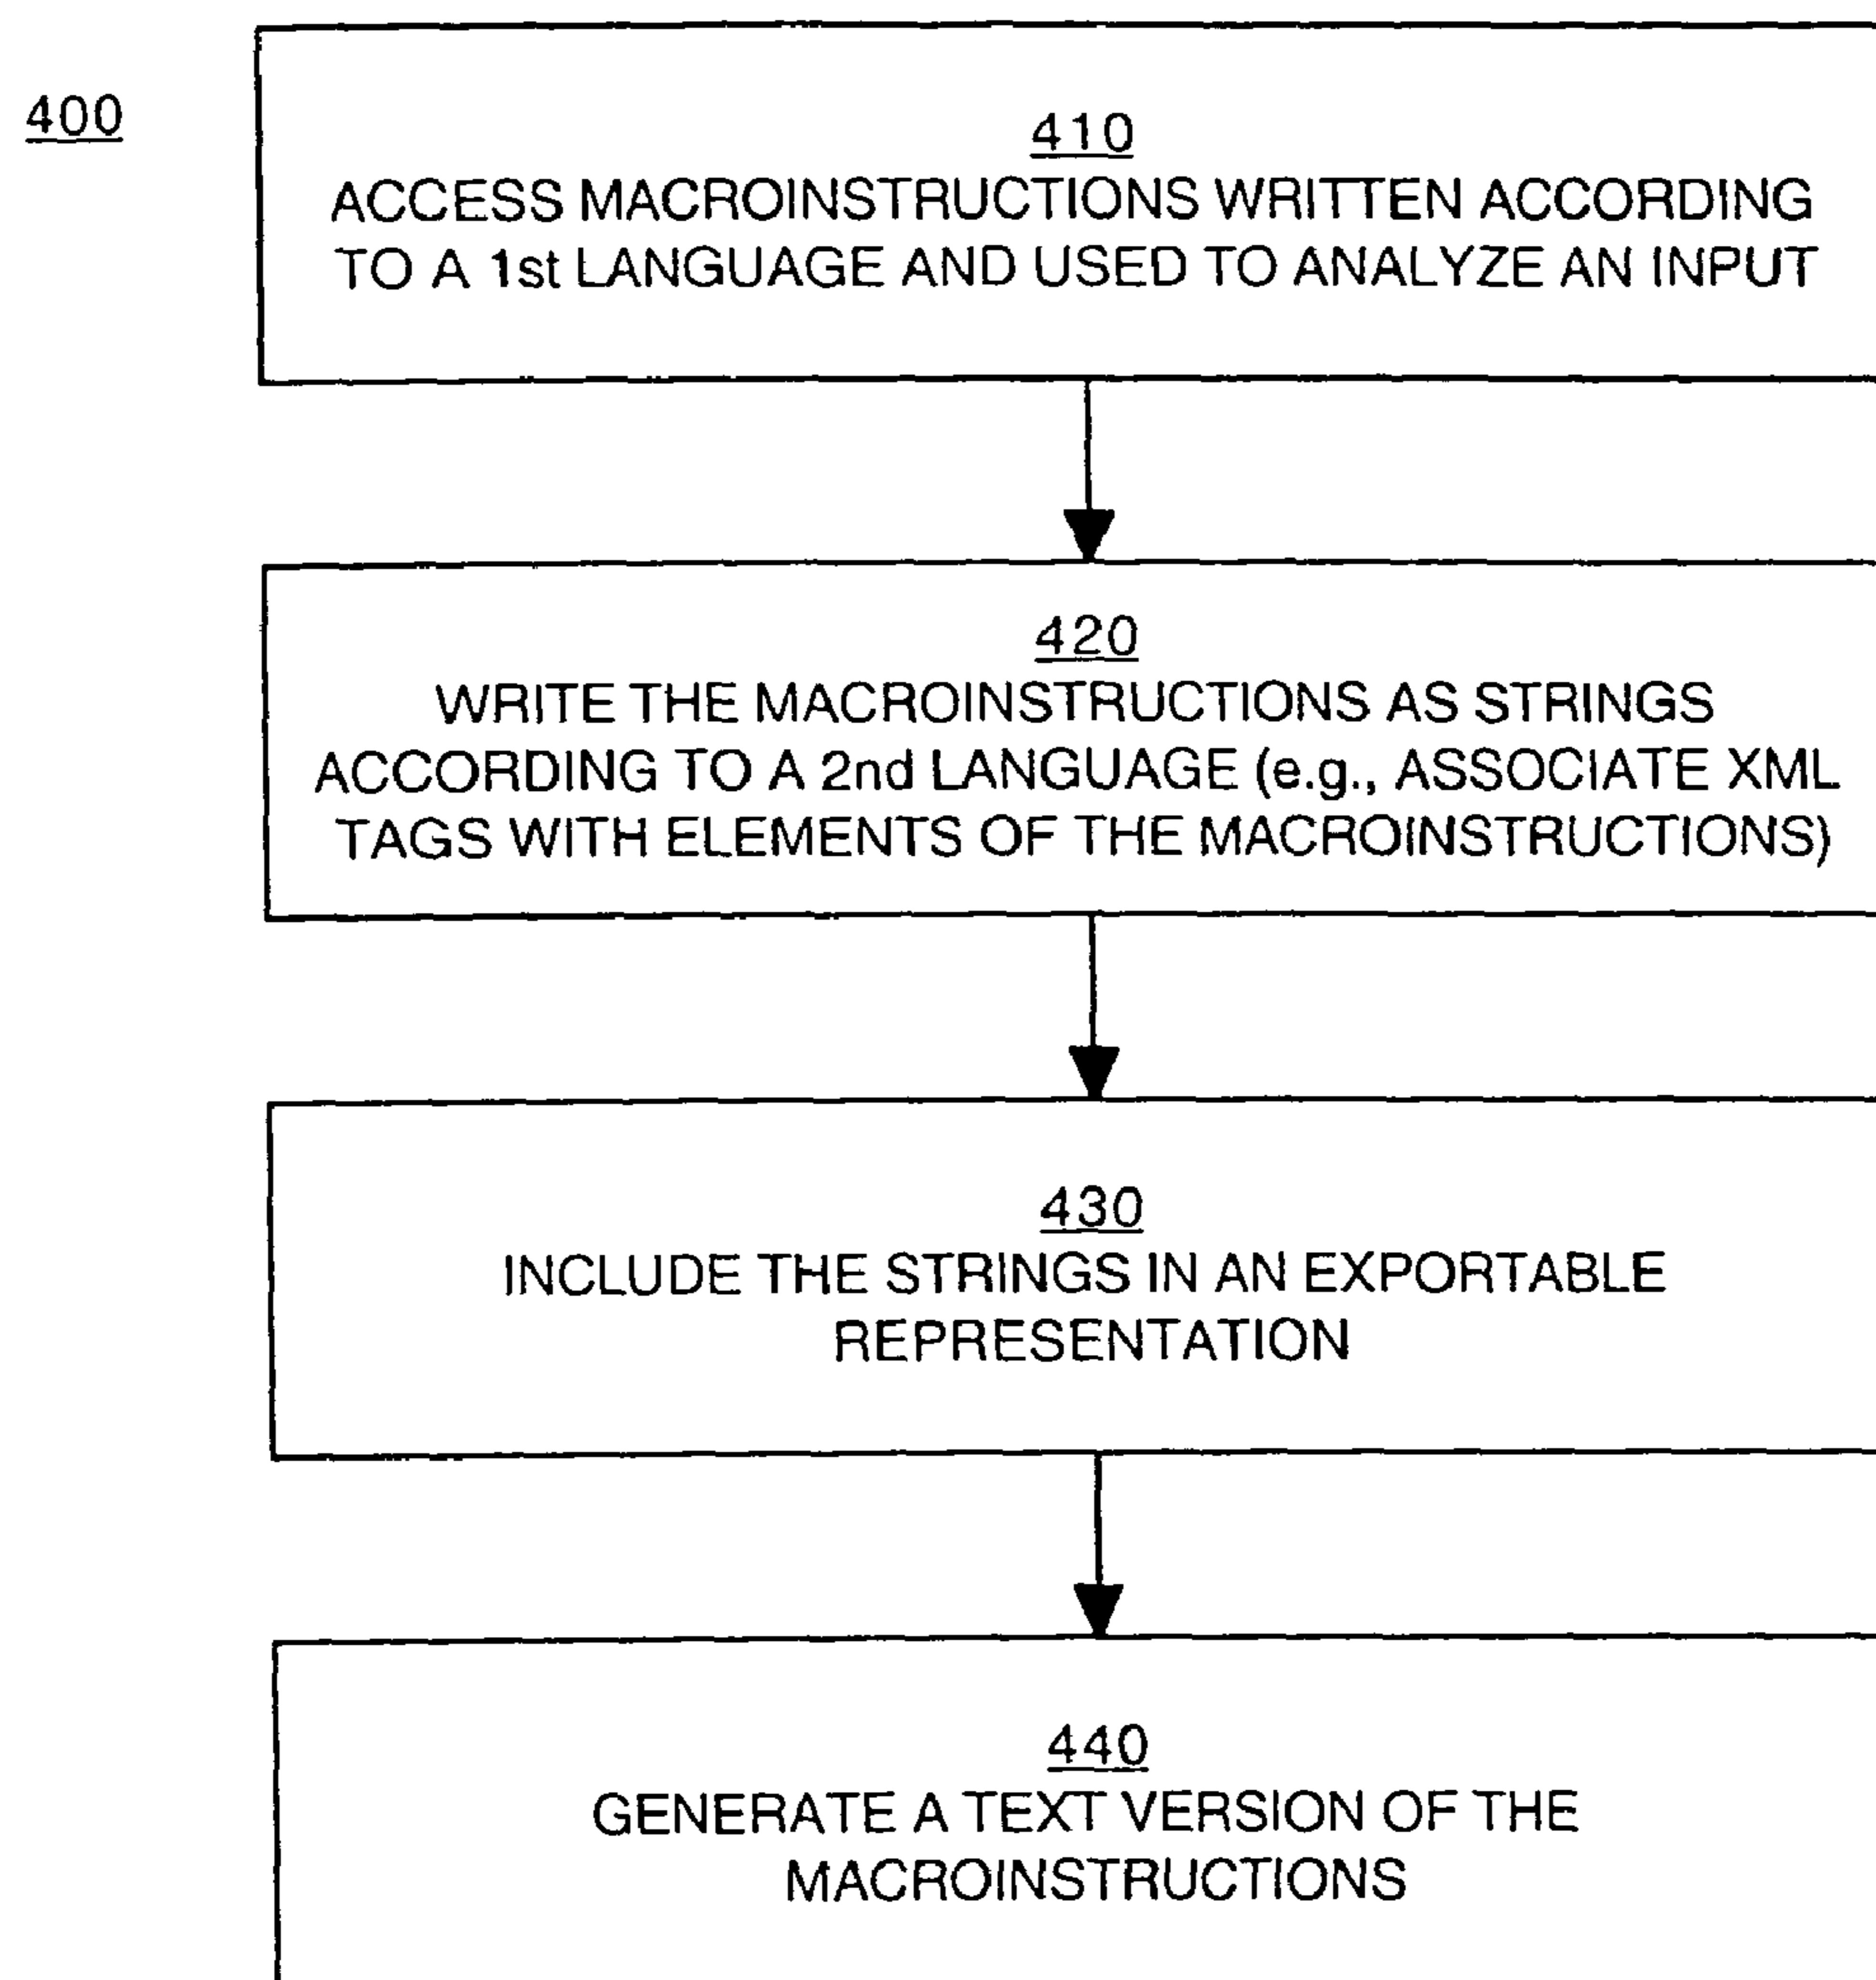 400
410
ACCESS MACROINSTRUCTIONS WRITTEN ACCORDING
TO A 1st LANGUAGE AND USED TO ANALYZE AN INPUT
420
WRITE THE MACROINSTRUCTIONS AS STRINGS
ACCORDING TO A 2nd LANGUAGE (e.g., ASSOCIATE XML
TAGS WITH ELEMENTS OF THE MACROINSTRUCTIONS)
430
INCLUDE THE STRINGS IN AN EXPORTABLE
REPRESENTATION
440
GENERATE A TEXT VERSION OF THE
MACROINSTRUCTIONS